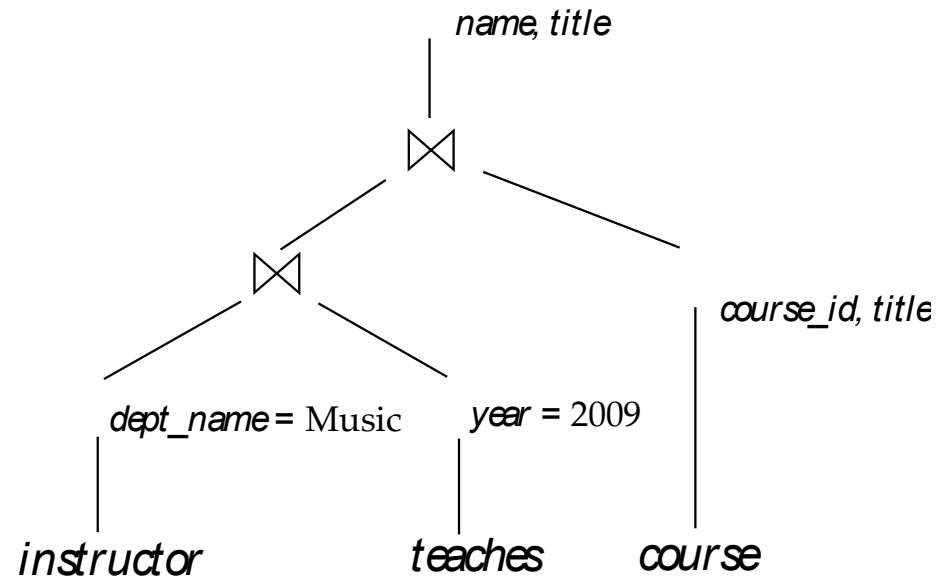 name, title
⋈
⋈
course_id, title
dept_name = Music
year = 2009
instructor
teaches
course